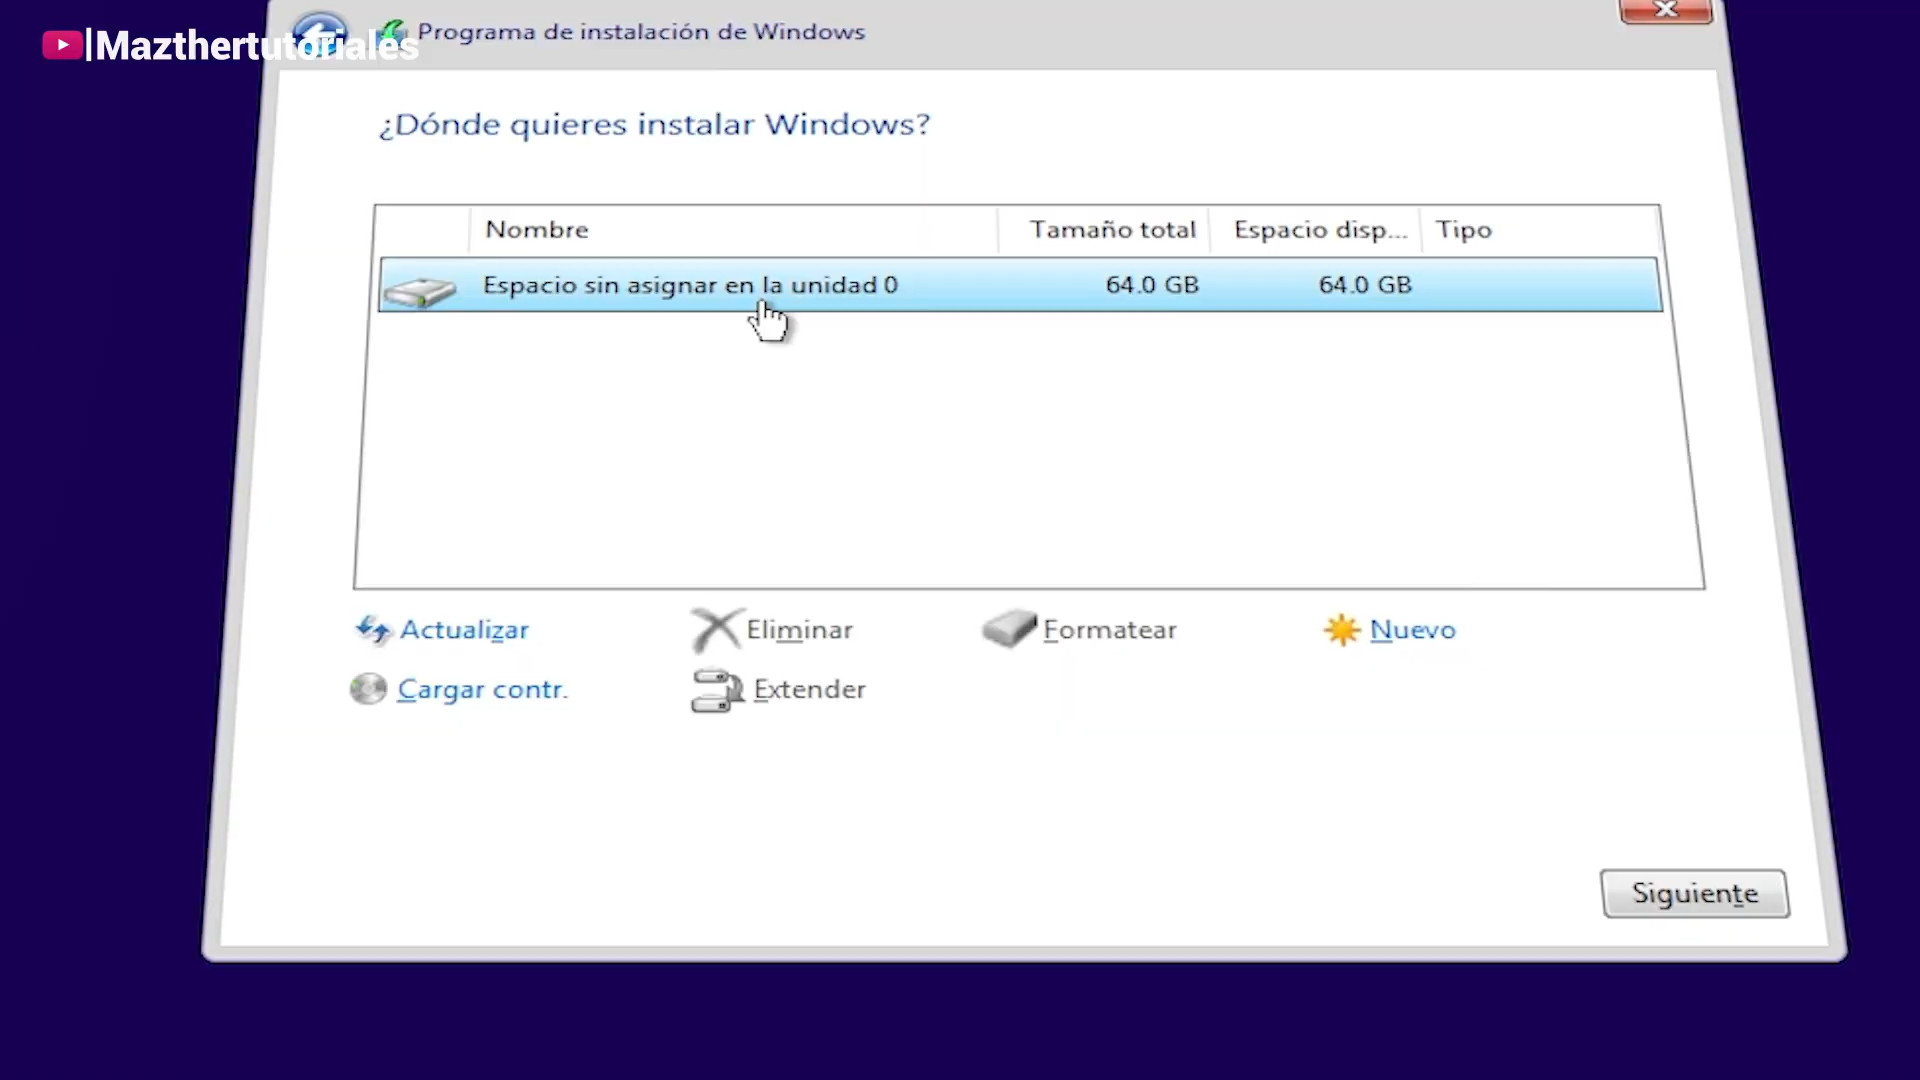 |Mazthertutoriales
Programa de instalación de Windows
¿Dónde quieres instalar Windows?
Nombre Tamaño total Espacio disp... Tipo
Espacio sin asignar en la unidad 0 64.0 GB 64.0 GB
Actualizar Eliminar Formatear Nuevo
Cargar contr. Extender
Siguiente